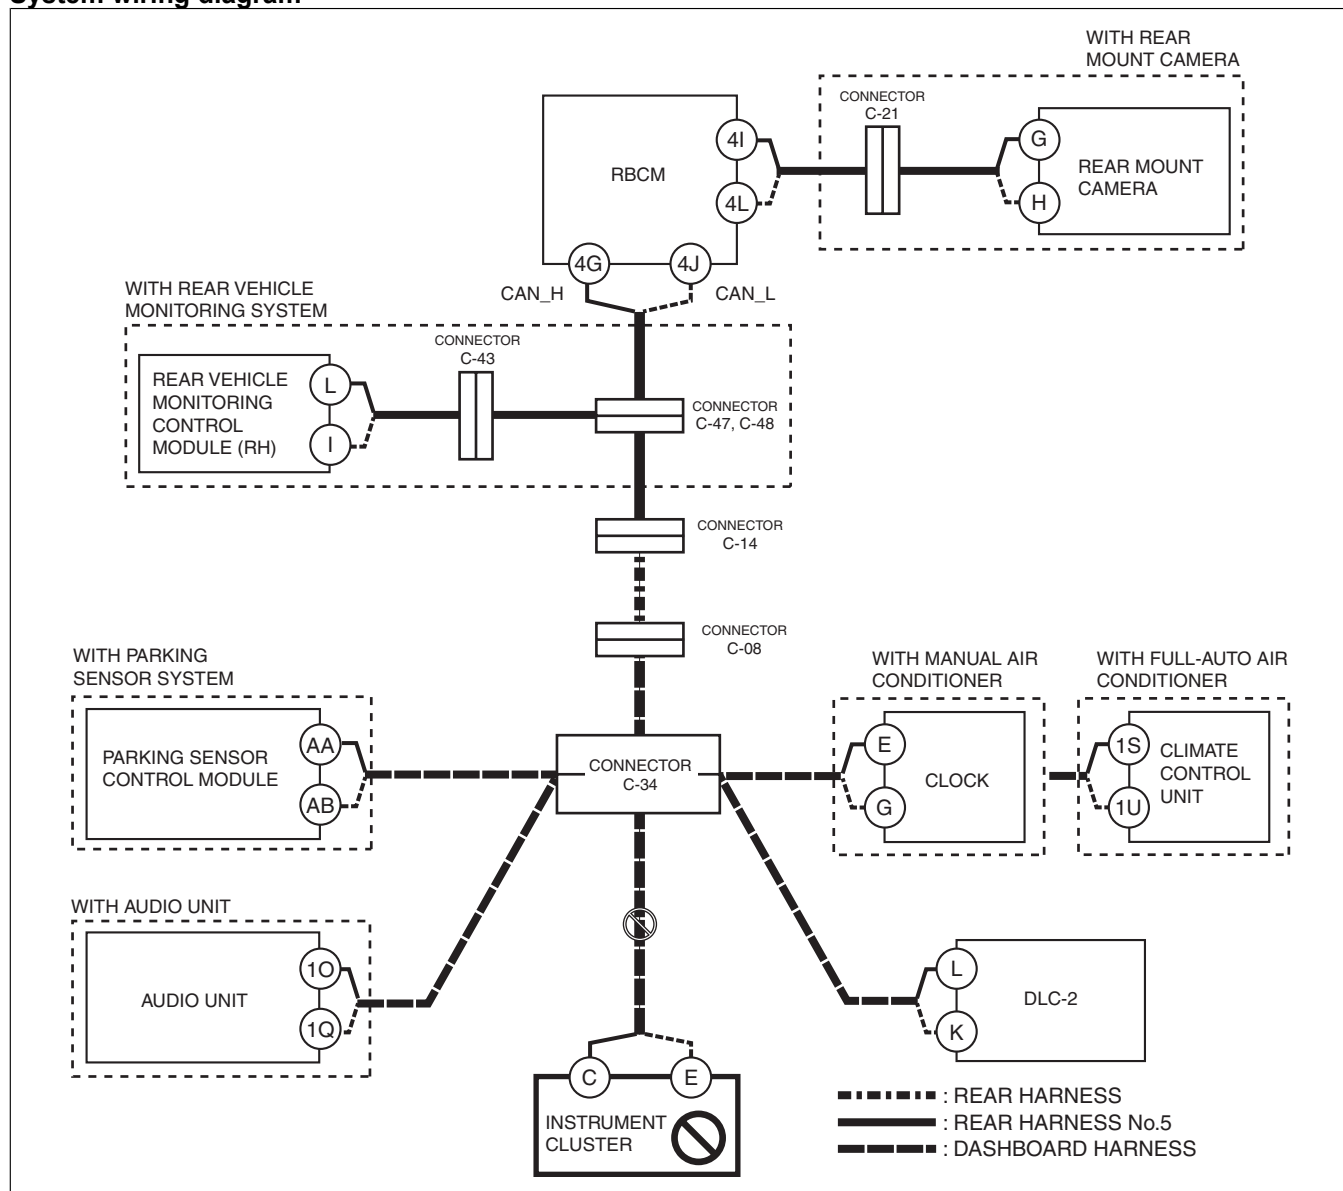 System wiring diagram
WITH REAR
MOUNT CAMERA
CONNECTOR
C-21
4I
4L
RBCM
G
H
REAR MOUNT
CAMERA
4G
4J
CAN_H
CAN_L
WITH REAR VEHICLE
MONITORING SYSTEM
CONNECTOR
C-43
REAR VEHICLE
MONITORING
CONTROL
MODULE (RH)
L
I
CONNECTOR
C-47, C-48
CONNECTOR
C-14
CONNECTOR
C-08
WITH PARKING
SENSOR SYSTEM
PARKING SENSOR
CONTROL MODULE
AA
AB
CONNECTOR
C-34
WITH MANUAL AIR
CONDITIONER
E
G
CLOCK
WITH FULL-AUTO AIR
CONDITIONER
1S
1U
CLIMATE
CONTROL
UNIT
WITH AUDIO UNIT
AUDIO UNIT
1O
1Q
L
K
DLC-2
C
E
INSTRUMENT
CLUSTER
: REAR HARNESS
: REAR HARNESS No.5
: DASHBOARD HARNESS